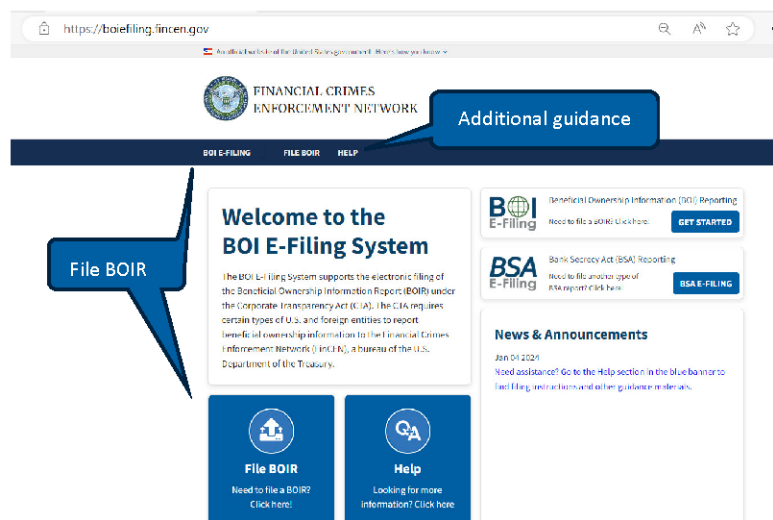 https://boiefiling.fincen.gov
An official website of the United States government Here's how you know
FINANCIAL CRIMES
ENFORCEMENT NETWORK
Additional guidance
BOI E-FILING FILE BOIR HELP
File BOIR
Welcome to the
BOI E-Filing System
The BOI E-Filing System supports the electronic filing of
the Beneficial Ownership Information Report (BOIR) under
the Corporate Transparency Act (CTA). The CTA requires
certain types of U.S. and foreign entities to report
beneficial ownership information to the Financial Crimes
Enforcement Network (FinCEN), a bureau of the U.S.
Department of the Treasury.
File BOIR
Need to file a BOIR?
Click here!
QA
Help
Looking for more
information? Click here
BOI
E-Filing
Beneficial Ownership Information (BOI) Reporting
Need to file a BOIR? Click here!
GET STARTED
BSA
E-Filing
Bank Secrecy Act (BSA) Reporting
Need to file another type of
BSA report? Click here!
BSA E-FILING
News & Announcements
Jan 04 2024
Need assistance? Go to the Help section in the blue banner to
find filing instructions and other guidance materials.